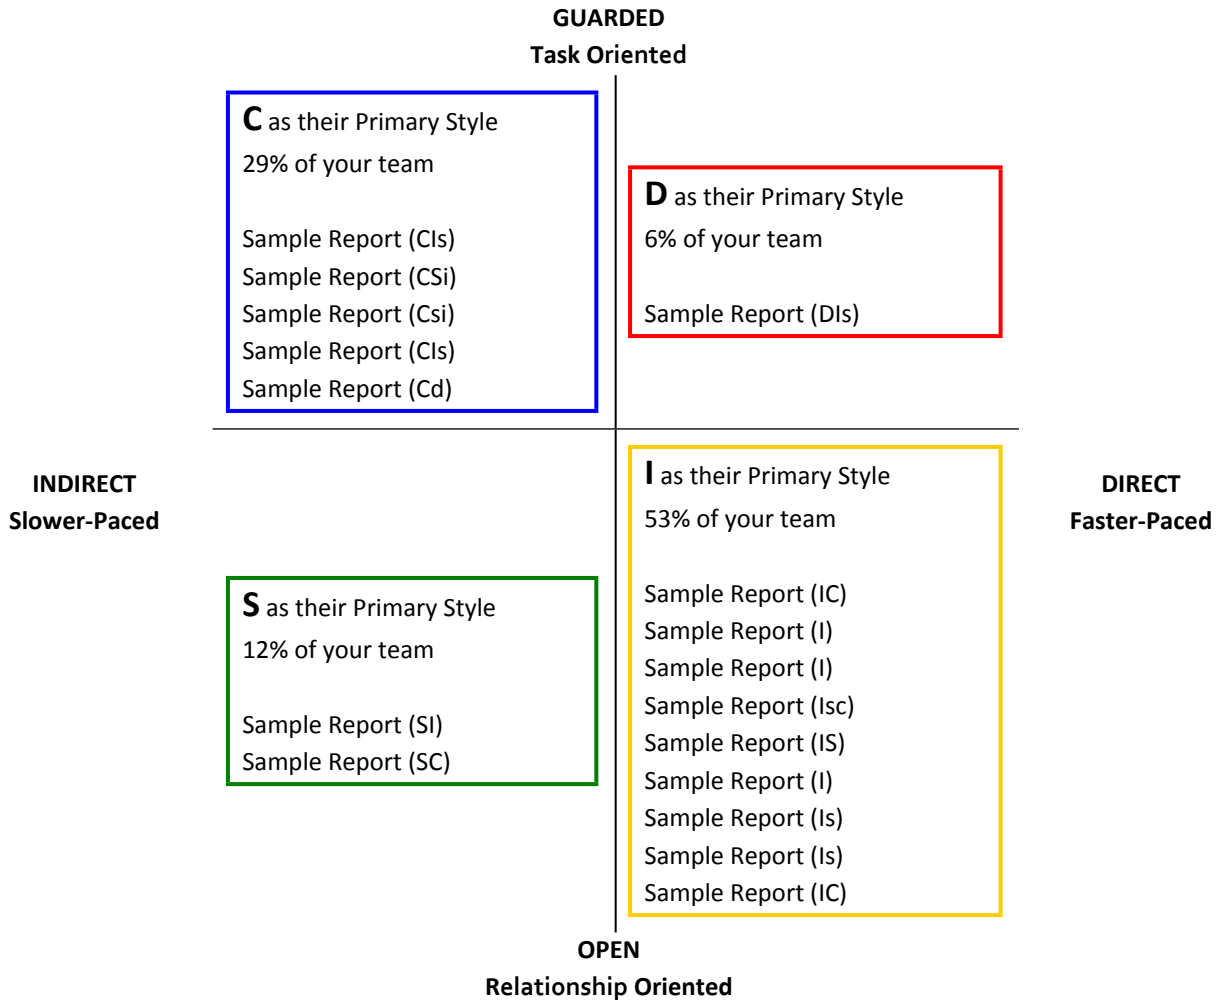 GUARDED
Task Oriented
C as their Primary Style
29% of your team
Sample Report (CIs)
Sample Report (CSi)
Sample Report (Csi)
Sample Report (CIs)
Sample Report (Cd)
D as their Primary Style
6% of your team
Sample Report (DIs)
INDIRECT
Slower-Paced
S as their Primary Style
12% of your team
Sample Report (SI)
Sample Report (SC)
I as their Primary Style
53% of your team
Sample Report (IC)
Sample Report (I)
Sample Report (I)
Sample Report (Isc)
Sample Report (IS)
Sample Report (I)
Sample Report (Is)
Sample Report (Is)
Sample Report (IC)
DIRECT
Faster-Paced
OPEN
Relationship Oriented